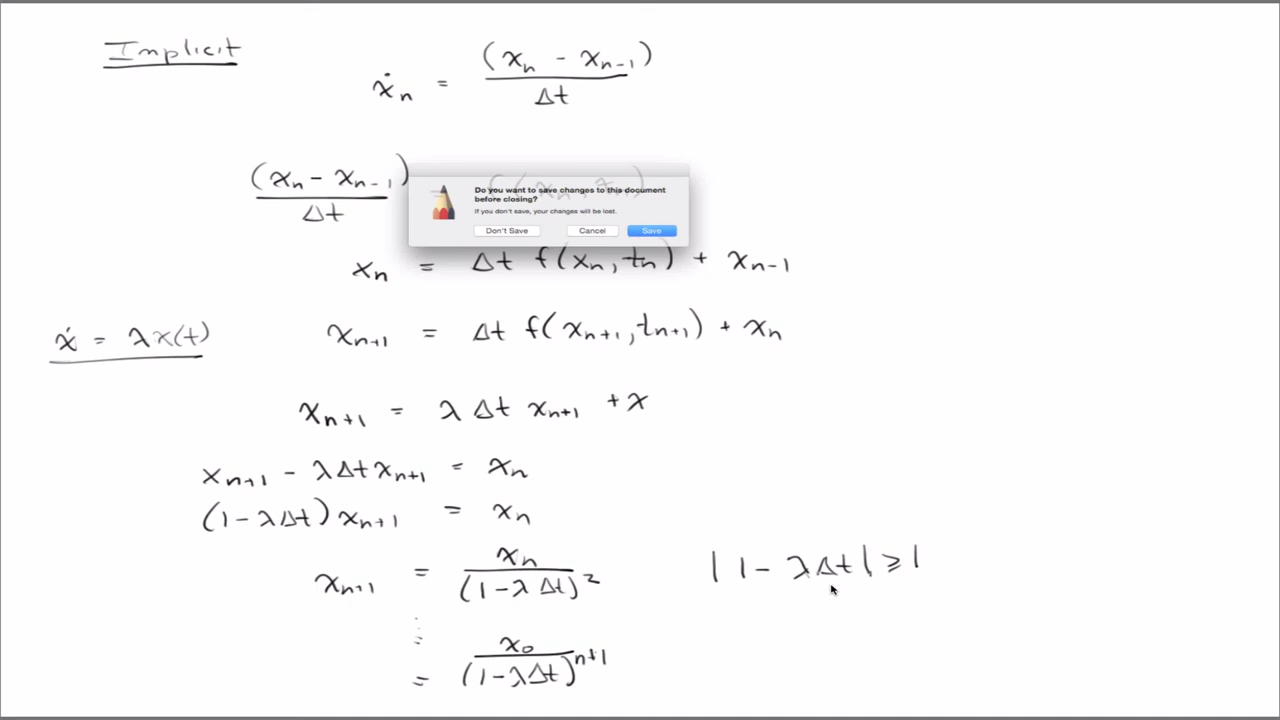 Implicit
ẋₙ = (xₙ - xₙ₋₁) / Δt
(xₙ - xₙ₋₁) / Δt f(xₙ, tₙ)
Do you want to save changes to this document
before closing?
If you don't save, your changes will be lost.
Don't Save Cancel Save
xₙ = Δt f(xₙ, tₙ) + xₙ₋₁
ẋ = λx(t)
xₙ₊₁ = Δt f(xₙ₊₁, tₙ₊₁) + xₙ
xₙ₊₁ = λ Δt xₙ₊₁ + x
xₙ₊₁ - λΔt xₙ₊₁ = xₙ
(1 - λΔt) xₙ₊₁ = xₙ
xₙ₊₁ = xₙ / (1 - λ Δt)²
| 1 - λΔt | ⩾ 1
⋮
= x₀ / (1 - λΔt)ⁿ⁺¹